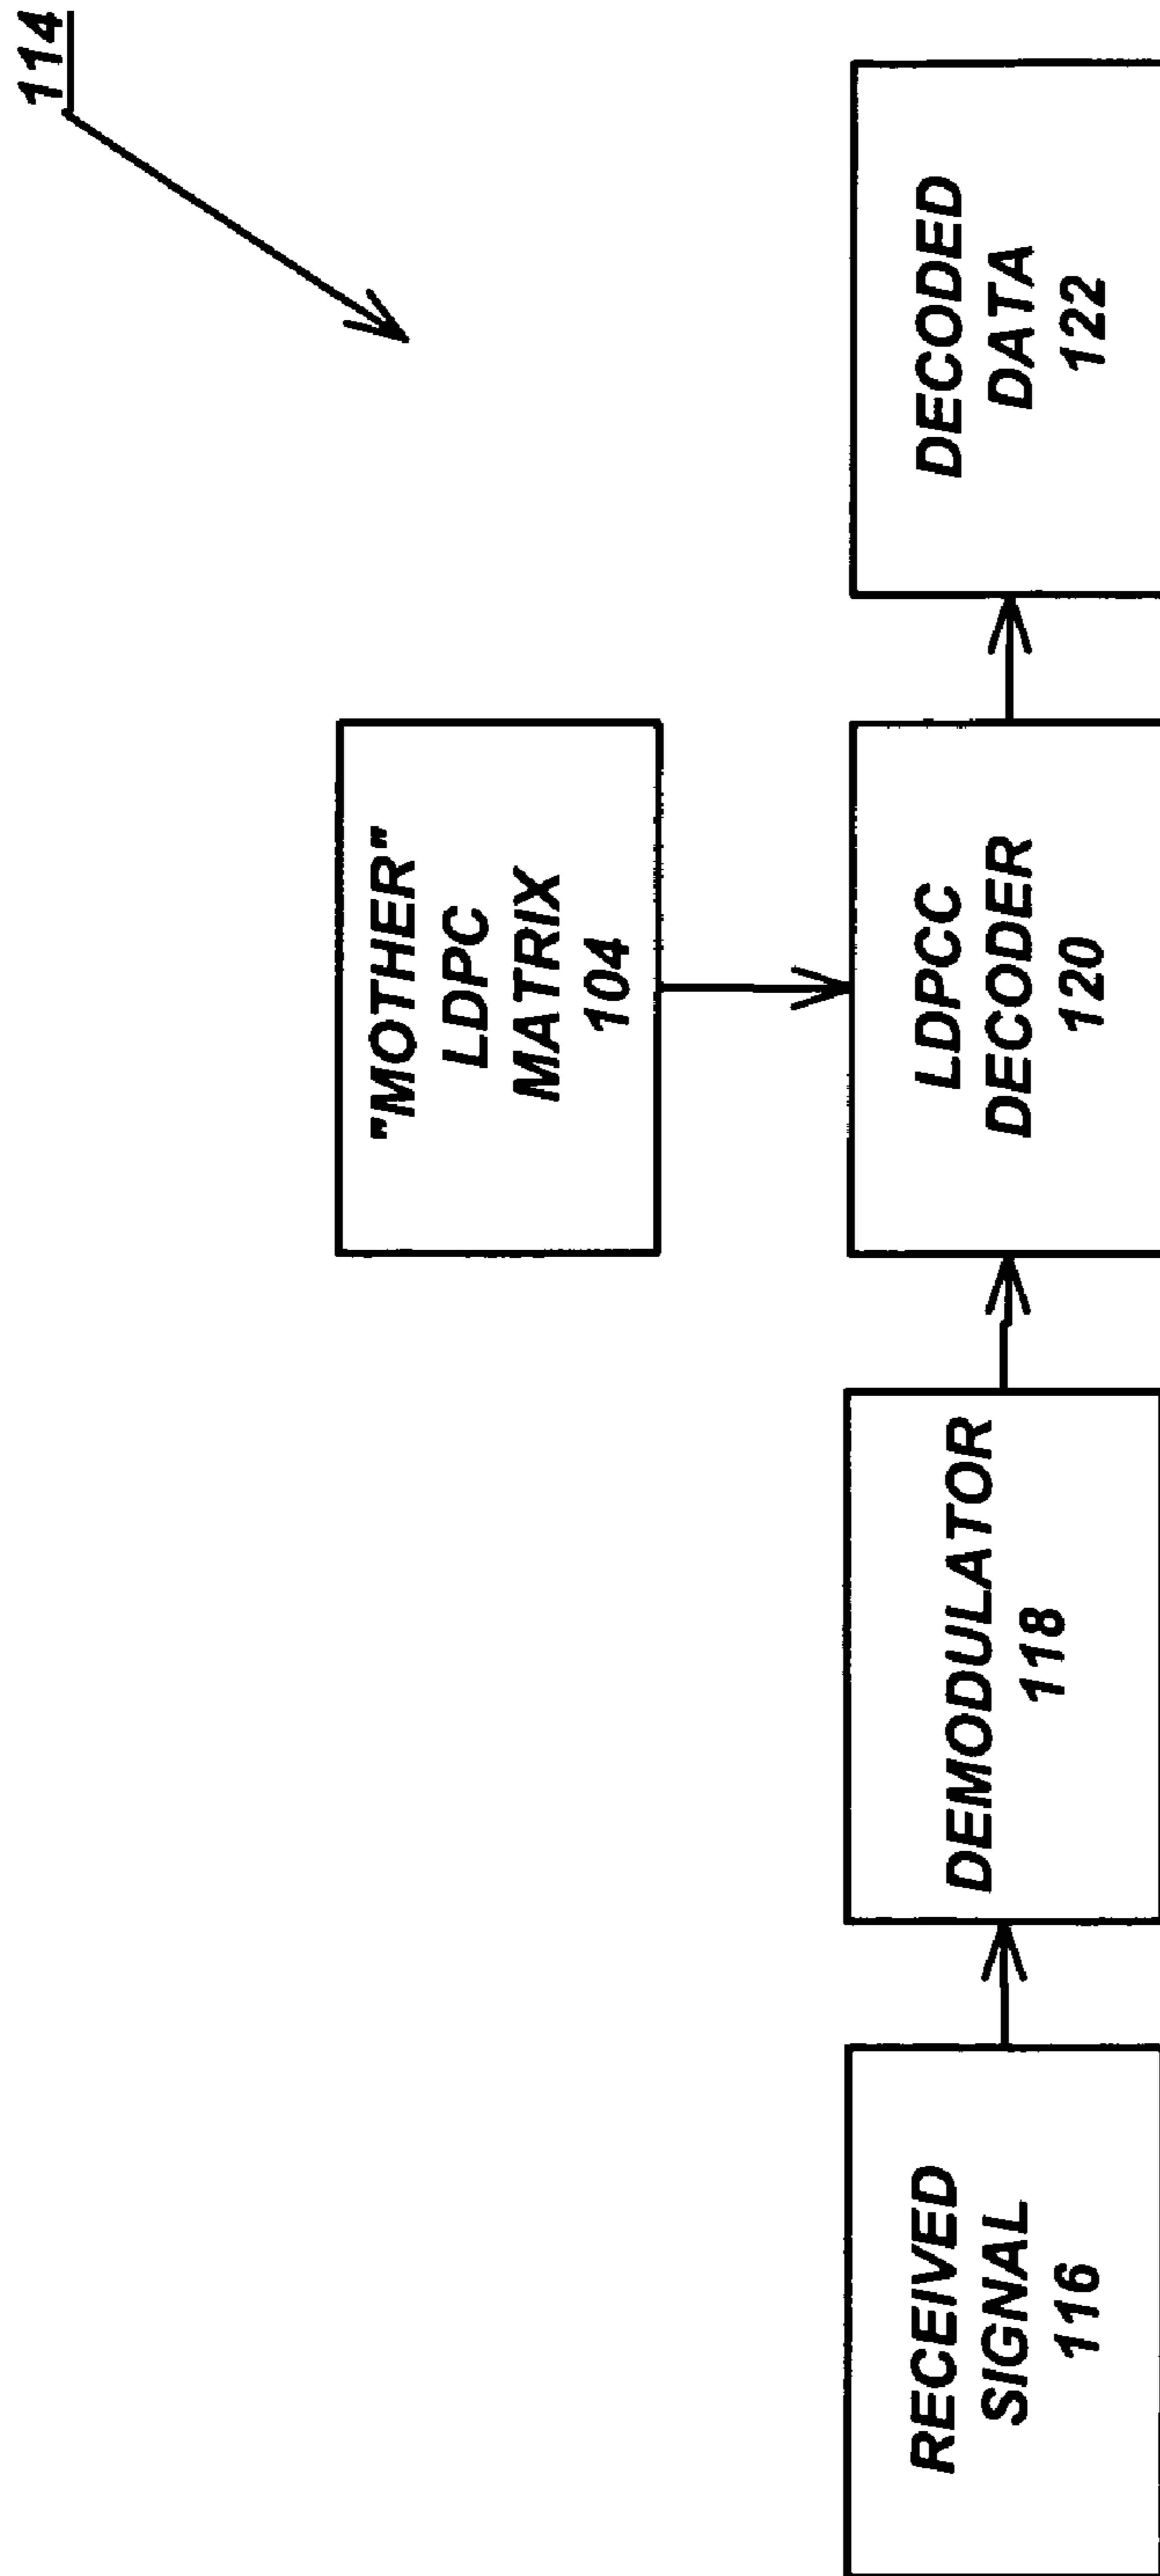 114
"MOTHER"
LDPC
MATRIX
104
RECEIVED
SIGNAL
116
DEMODULATOR
118
LDPCC
DECODER
120
DECODED
DATA
122